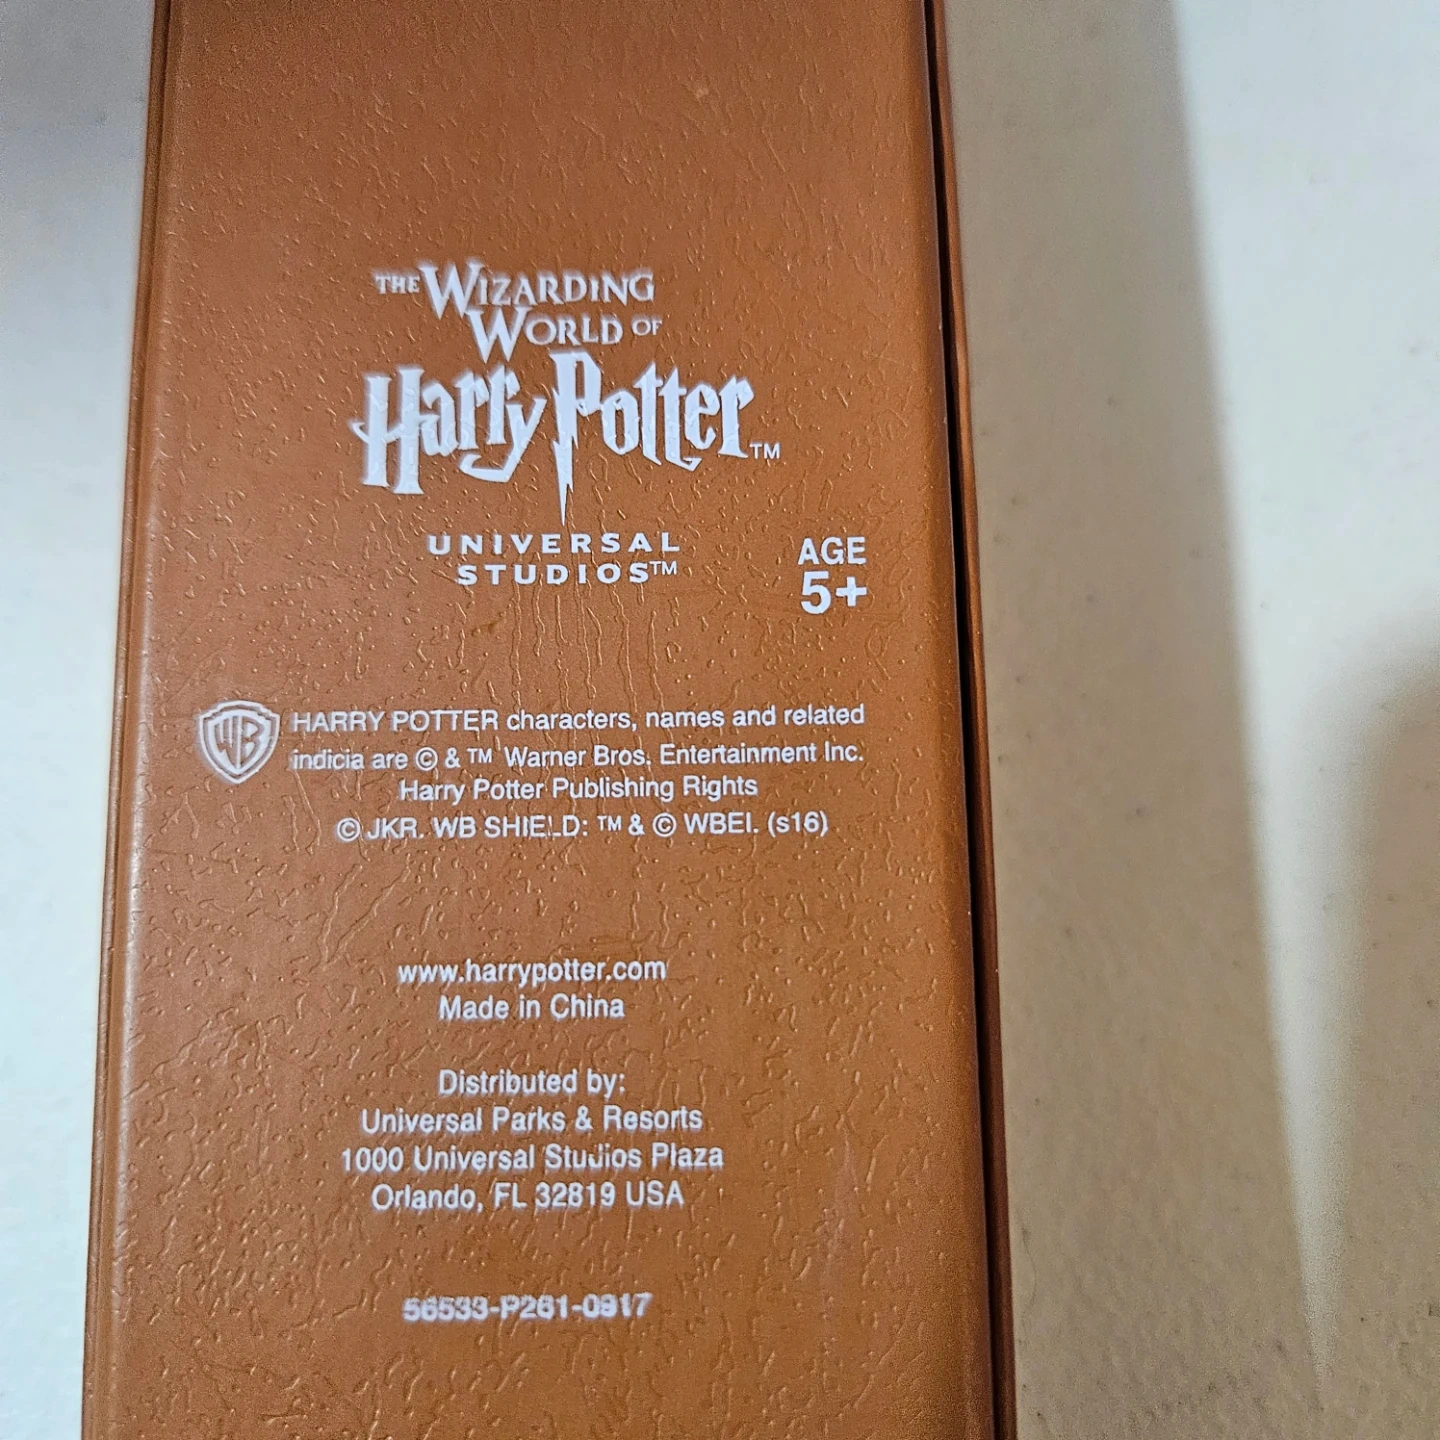 THE WIZARDING
WORLD OF
Harry Potter™
UNIVERSAL
STUDIOS™
AGE
5+
WB
HARRY POTTER characters, names and related
indicia are © & ™ Warner Bros. Entertainment Inc.
Harry Potter Publishing Rights
© JKR. WB SHIELD: ™ & © WBEI. (s16)
www.harrypotter.com
Made in China
Distributed by:
Universal Parks & Resorts
1000 Universal Studios Plaza
Orlando, FL 32819 USA
56533-P261-0917